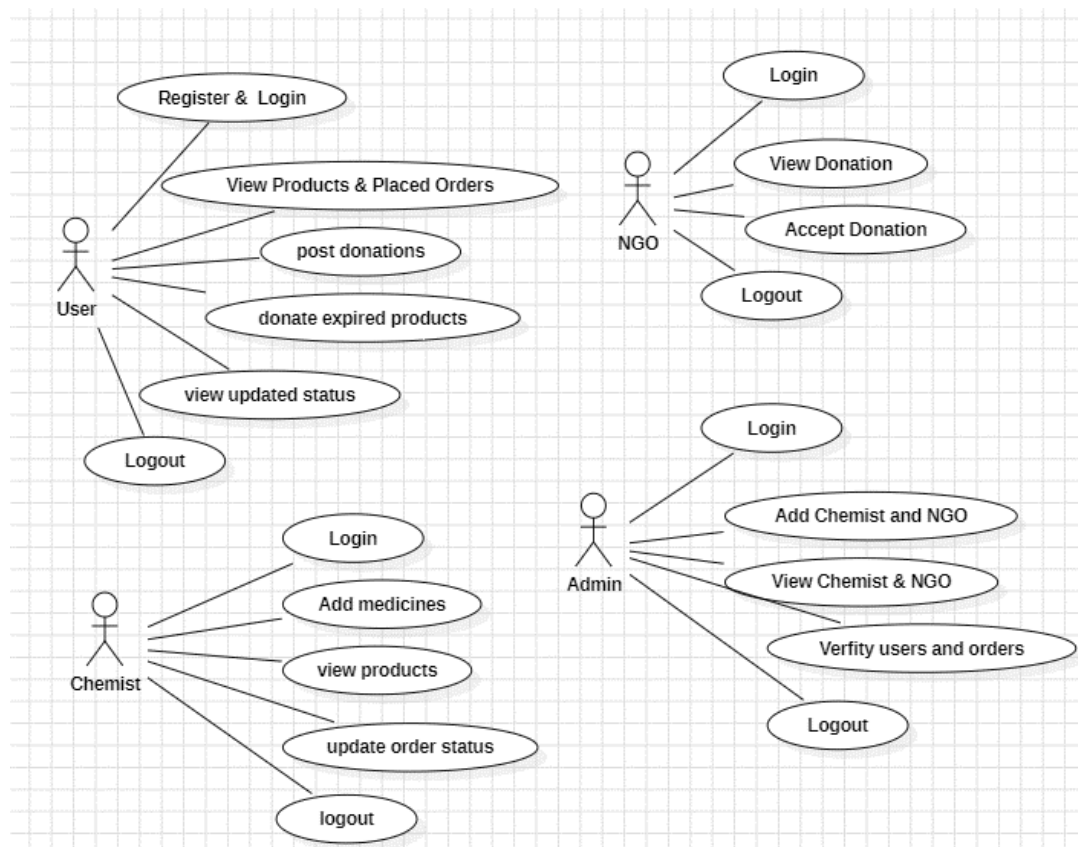 Register & Login
View Products & Placed Orders
post donations
User
donate expired products
view updated status
Logout
Login
View Donation
NGO
Accept Donation
Logout
Login
Add medicines
Chemist
view products
update order status
logout
Login
Add Chemist and NGO
Admin
View Chemist & NGO
Verfity users and orders
Logout